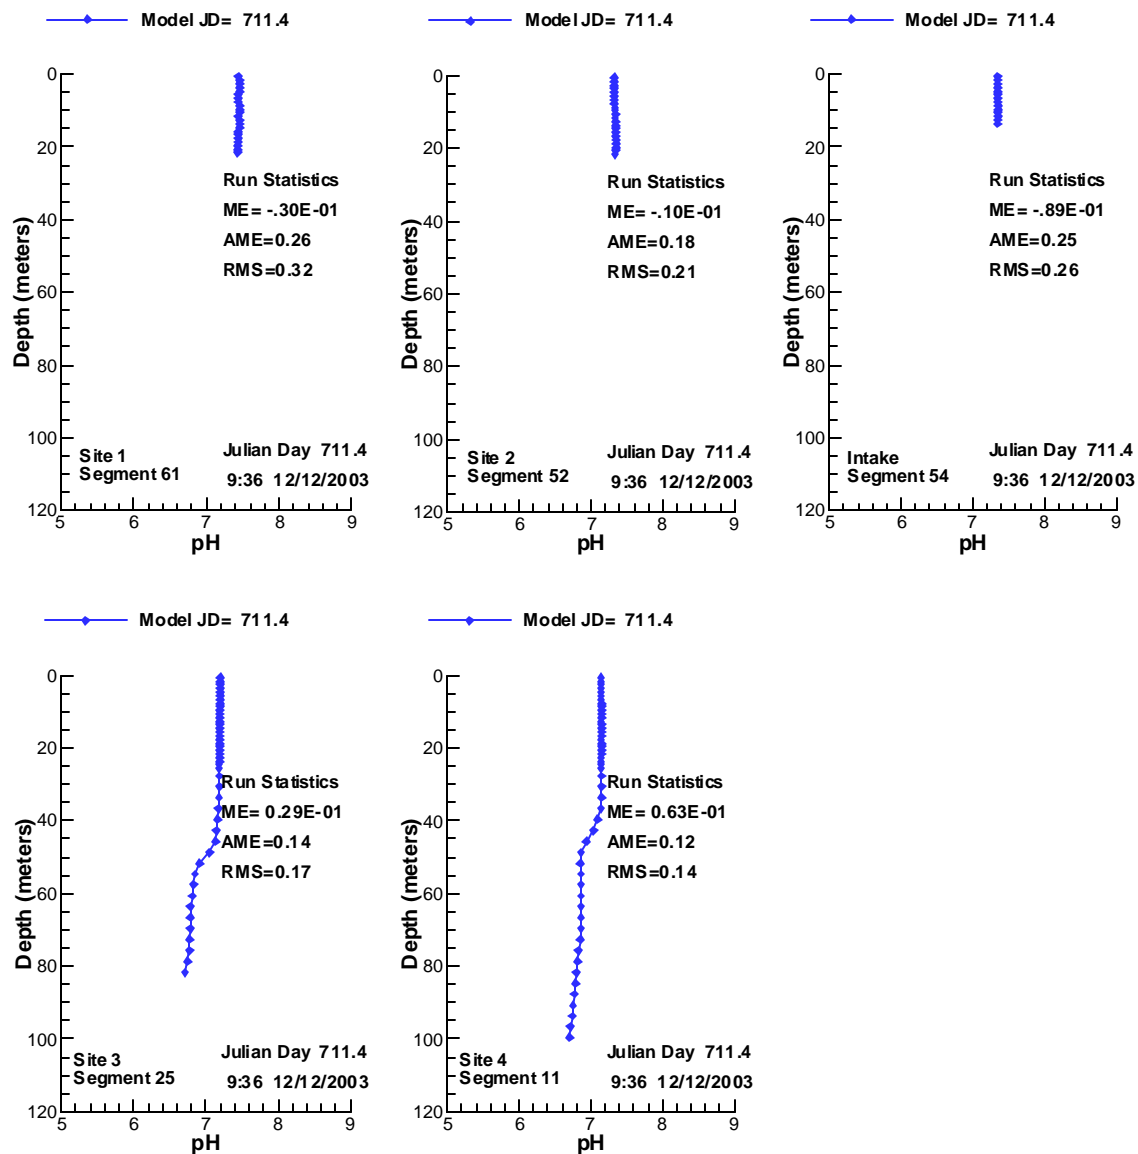 Model JD= 711.4
0
20
40
60
80
100
120
Depth (meters)
Run Statistics
ME= -.30E-01
AME=0.26
RMS=0.32
Site 1
Segment 61
Julian Day 711.4
9:36 12/12/2003
5 6 7 8 9
pH
Model JD= 711.4
0
20
40
60
80
100
120
Depth (meters)
Run Statistics
ME= -.10E-01
AME=0.18
RMS=0.21
Site 2
Segment 52
Julian Day 711.4
9:36 12/12/2003
5 6 7 8 9
pH
Model JD= 711.4
0
20
40
60
80
100
120
Depth (meters)
Run Statistics
ME= -.89E-01
AME=0.25
RMS=0.26
Intake
Segment 54
Julian Day 711.4
9:36 12/12/2003
5 6 7 8 9
pH
Model JD= 711.4
0
20
40
60
80
100
120
Depth (meters)
Run Statistics
ME= 0.29E-01
AME=0.14
RMS=0.17
Site 3
Segment 25
Julian Day 711.4
9:36 12/12/2003
5 6 7 8 9
pH
Model JD= 711.4
0
20
40
60
80
100
120
Depth (meters)
Run Statistics
ME= 0.63E-01
AME=0.12
RMS=0.14
Site 4
Segment 11
Julian Day 711.4
9:36 12/12/2003
5 6 7 8 9
pH